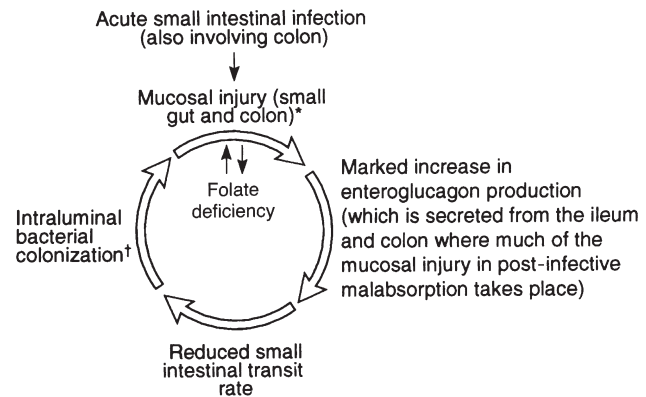 Acute small intestinal infection
(also involving colon)
Mucosal injury (small
gut and colon)*
Folate
deficiency
Marked increase in
enteroglucagon production
(which is secreted from the ileum
and colon where much of the
mucosal injury in post-infective
malabsorption takes place)
Intraluminal
bacterial
colonization†
Reduced small
intestinal transit
rate